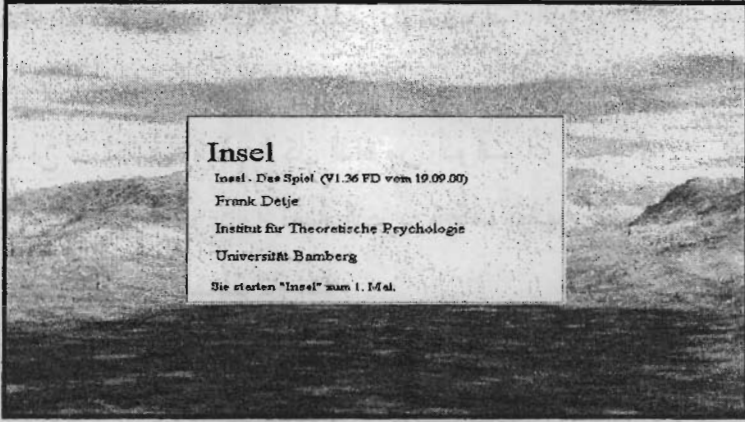 Insel
Insel - Das Spiel (V1.36 FD vom 19.09.00)
Frank Detje
Institut für Theoretische Psychologie
Universität Bamberg
Sie starten "Insel" zum 1. Mal.